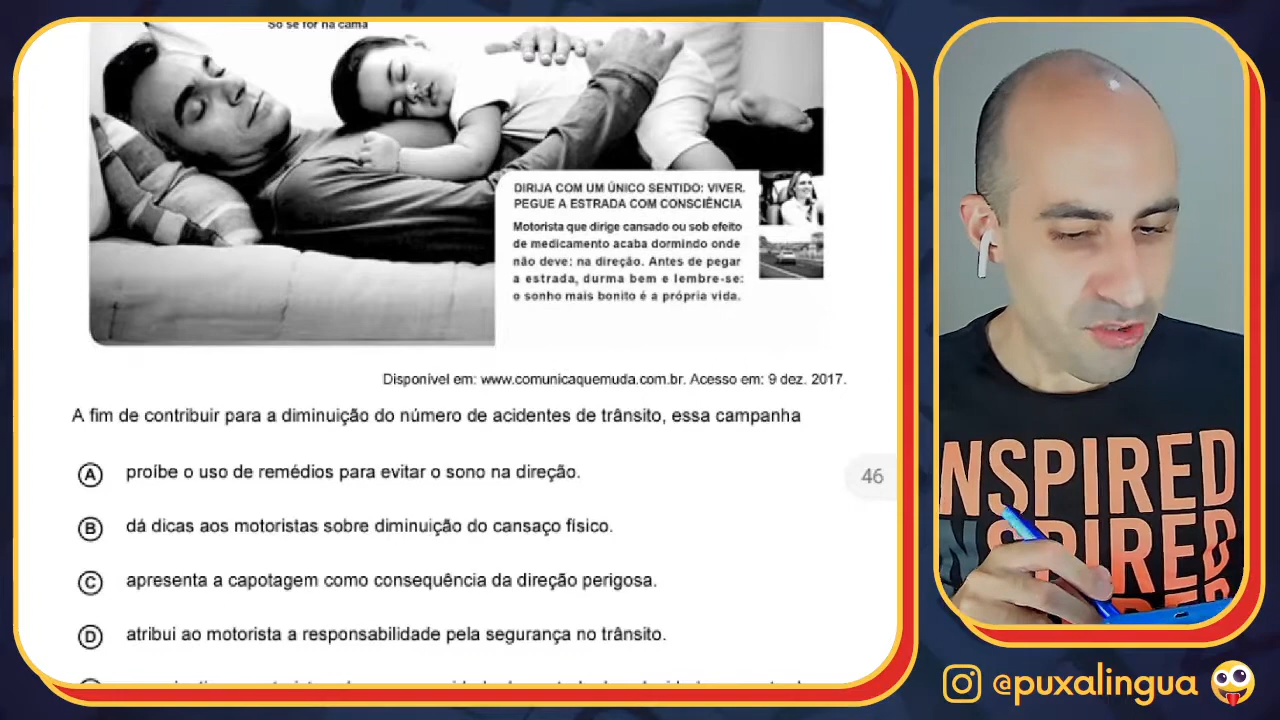 Só se for na cama
DIRIJA COM UM ÚNICO SENTIDO: VIVER.
PEGUE A ESTRADA COM CONSCIÊNCIA
Motorista que dirige cansado ou sob efeito
de medicamento acaba dormindo onde
não deve: na direção. Antes de pegar
a estrada, durma bem e lembre-se:
o sonho mais bonito é a própria vida.
Disponível em: www.comunicaquemuda.com.br. Acesso em: 9 dez. 2017.
A fim de contribuir para a diminuição do número de acidentes de trânsito, essa campanha
A proíbe o uso de remédios para evitar o sono na direção.
46
B dá dicas aos motoristas sobre diminuição do cansaço físico.
C apresenta a capotagem como consequência da direção perigosa.
D atribui ao motorista a responsabilidade pela segurança no trânsito.
NSPIRED
@puxalingua